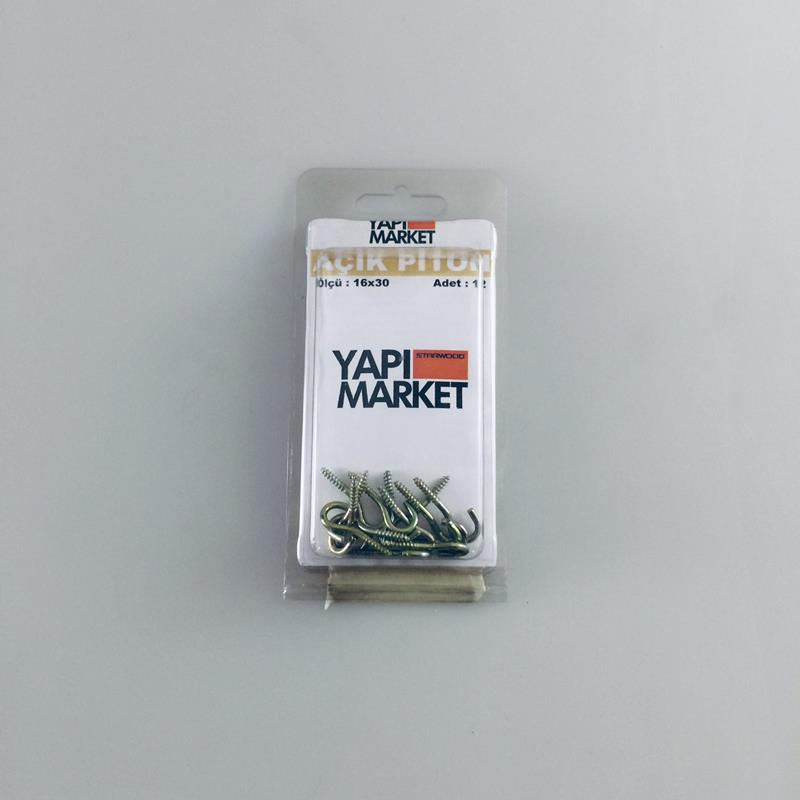 YAPI
MARKET
AÇIK PİTON
Ölçü : 16x30 Adet : 12
YAPI STARWOOD
MARKET